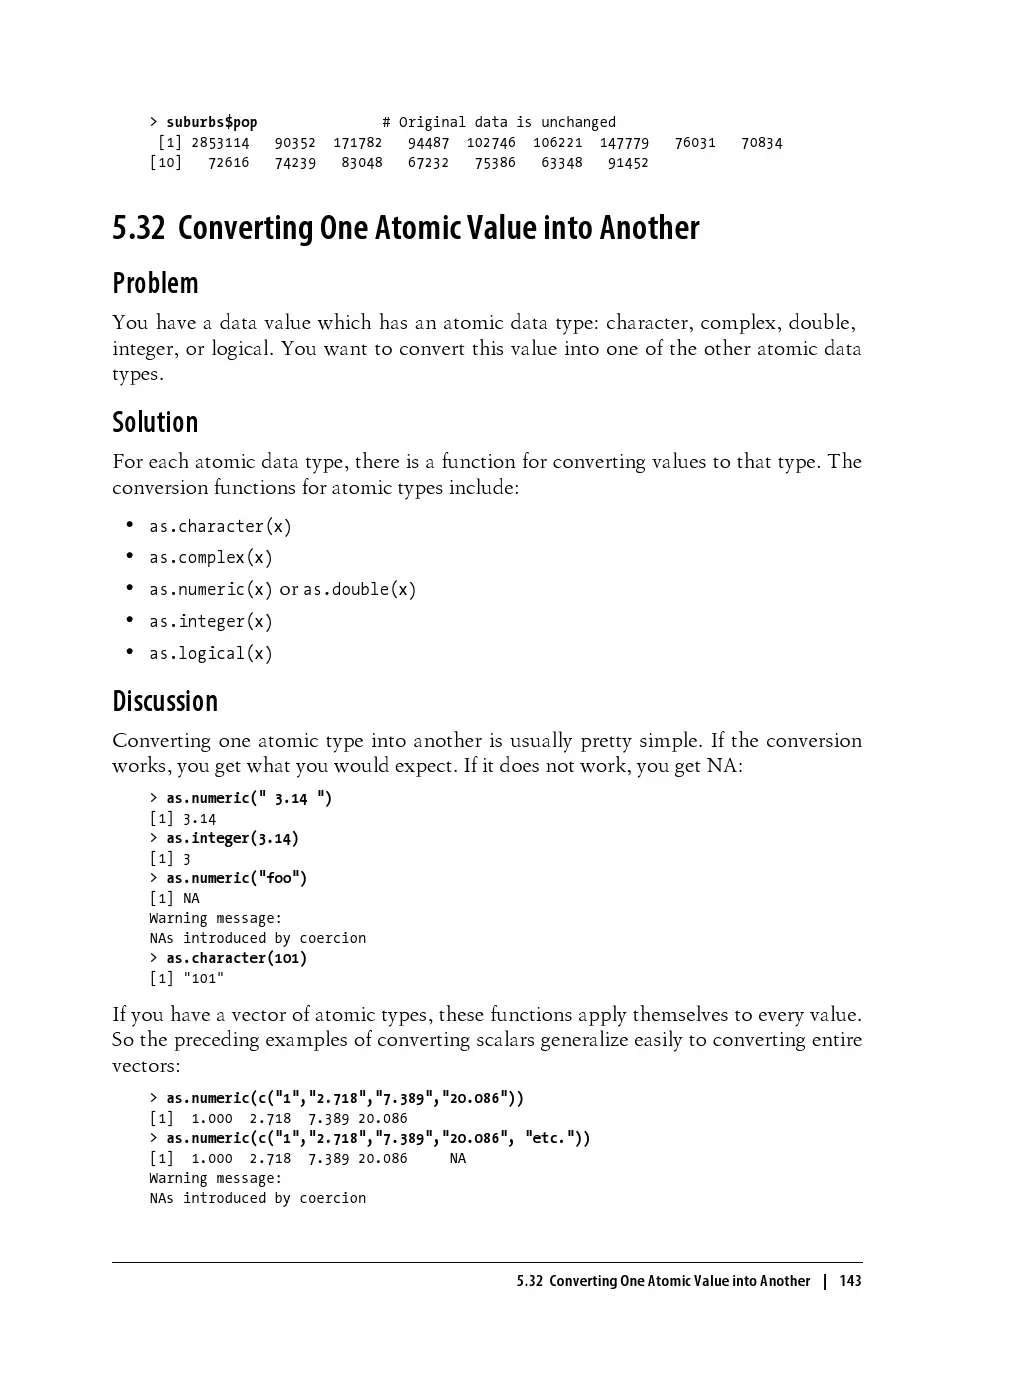 > suburbs$pop # Original data is unchanged
[1] 2853114 90352 171782 94487 102746 106221 147779 76031 70834
[10] 72616 74239 83048 67232 75386 63348 91452
5.32 Converting One Atomic Value into Another
Problem
You have a data value which has an atomic data type: character, complex, double,
integer, or logical. You want to convert this value into one of the other atomic data
types.
Solution
For each atomic data type, there is a function for converting values to that type. The
conversion functions for atomic types include:
• as.character(x)
• as.complex(x)
• as.numeric(x) or as.double(x)
• as.integer(x)
• as.logical(x)
Discussion
Converting one atomic type into another is usually pretty simple. If the conversion
works, you get what you would expect. If it does not work, you get NA:
> as.numeric(" 3.14 ")
[1] 3.14
> as.integer(3.14)
[1] 3
> as.numeric("foo")
[1] NA
Warning message:
NAs introduced by coercion
> as.character(101)
[1] "101"
If you have a vector of atomic types, these functions apply themselves to every value.
So the preceding examples of converting scalars generalize easily to converting entire
vectors:
> as.numeric(c("1","2.718","7.389","20.086"))
[1] 1.000 2.718 7.389 20.086
> as.numeric(c("1","2.718","7.389","20.086", "etc."))
[1] 1.000 2.718 7.389 20.086 NA
Warning message:
NAs introduced by coercion
5.32 Converting One Atomic Value into Another | 143